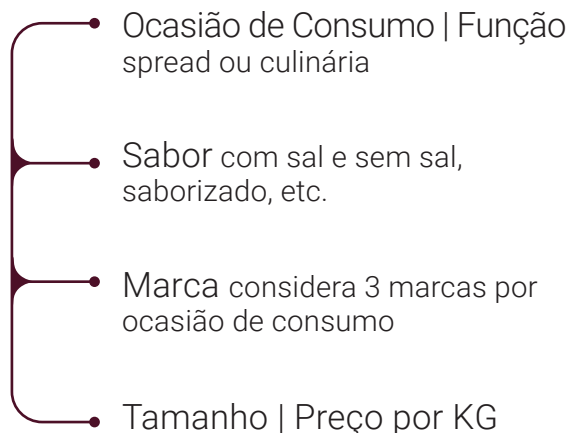 Ocasião de Consumo | Função
spread ou culinária
Sabor com sal e sem sal,
saborizado, etc.
Marca considera 3 marcas por
ocasião de consumo
Tamanho | Preço por KG